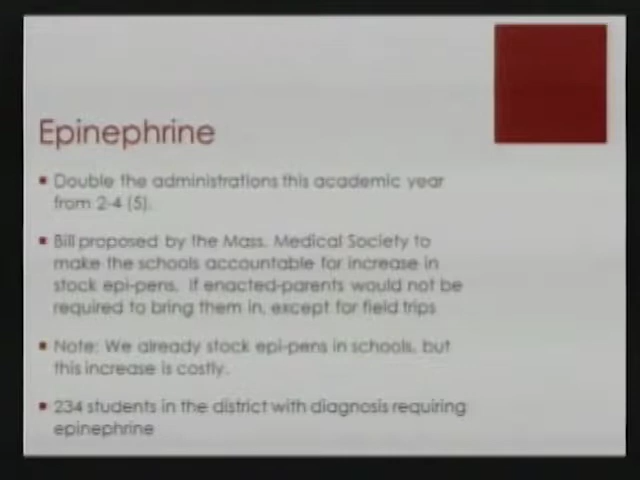 Epinephrine
Double the administrations this academic year
from 2-4 (5).
Bill proposed by the Mass. Medical Society to
make the schools accountable for increase in
stock epi-pens. If enacted-parents would not be
required to bring them in, except for field trips
Note: We already stock epi-pens in schools, but
this increase is costly.
234 students in the district with diagnosis requiring
epinephrine